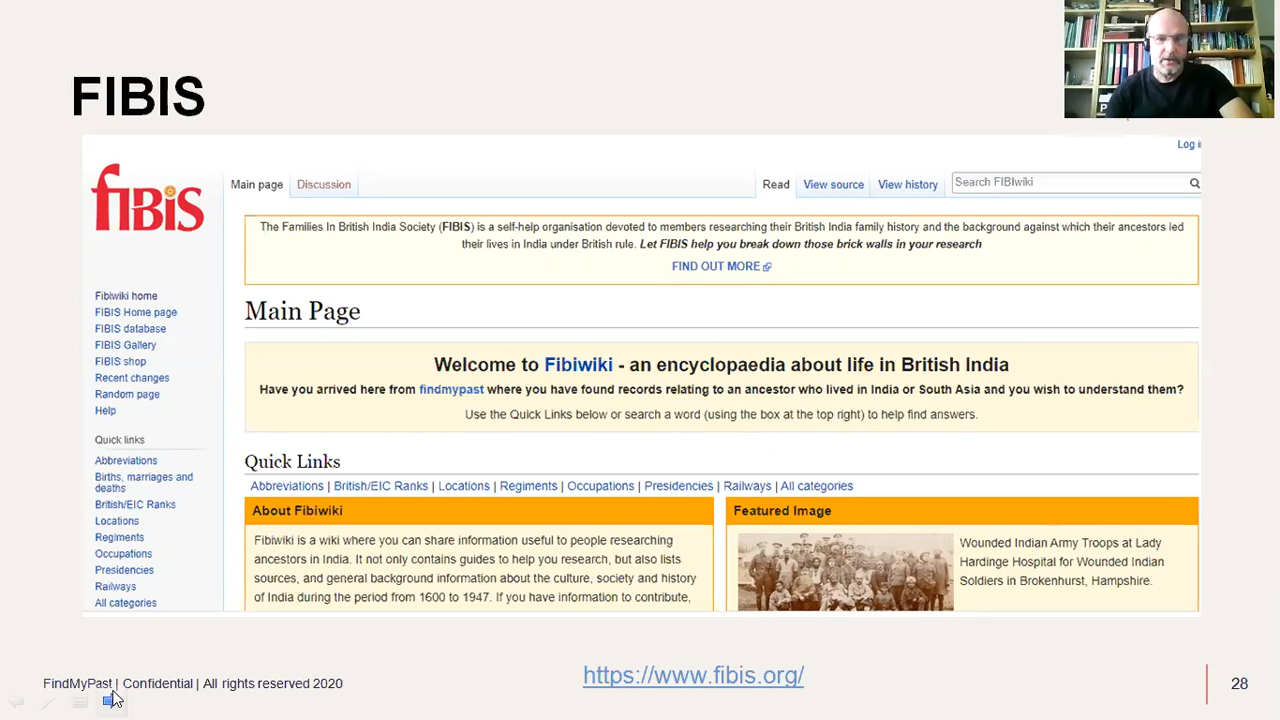 FIBIS
Log i
fIBIS
Main page
Discussion
Read
View source
View history
Search FIBIwiki
The Families In British India Society (FIBIS) is a self-help organisation devoted to members researching their British India family history and the background against which their ancestors led
their lives in India under British rule. Let FIBIS help you break down those brick walls in your research
FIND OUT MORE
Fibiwiki home
FIBIS Home page
FIBIS database
FIBIS Gallery
FIBIS shop
Recent changes
Random page
Help
Quick links
Abbreviations
Births, marriages and
deaths
British/EIC Ranks
Locations
Regiments
Occupations
Presidencies
Railways
All categories
Main Page
Welcome to Fibiwiki - an encyclopaedia about life in British India
Have you arrived here from findmypast where you have found records relating to an ancestor who lived in India or South Asia and you wish to understand them?
Use the Quick Links below or search a word (using the box at the top right) to help find answers.
Quick Links
Abbreviations | British/EIC Ranks | Locations | Regiments | Occupations | Presidencies | Railways | All categories
About Fibiwiki
Fibiwiki is a wiki where you can share information useful to people researching
ancestors in India. It not only contains guides to help you research, but also lists
sources, and general background information about the culture, society and history
of India during the period from 1600 to 1947. If you have information to contribute,
Featured Image
Wounded Indian Army Troops at Lady
Hardinge Hospital for Wounded Indian
Soldiers in Brokenhurst, Hampshire.
FindMyPast | Confidential | All rights reserved 2020
https://www.fibis.org/
28